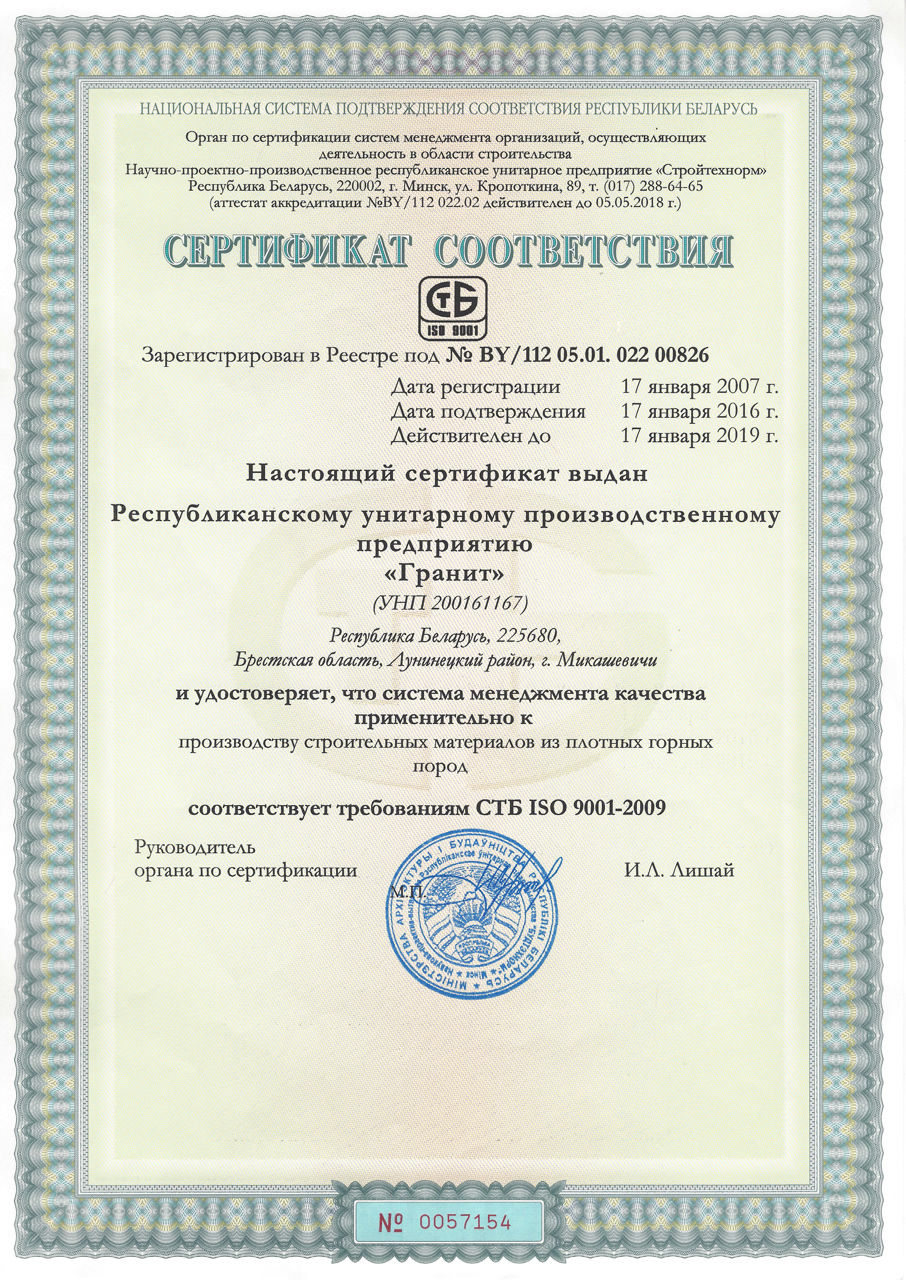 НАЦИОНАЛЬНАЯ СИСТЕМА ПОДТВЕРЖДЕНИЯ СООТВЕТСТВИЯ РЕСПУБЛИКИ БЕЛАРУСЬ
Орган по сертификации систем менеджмента организаций, осуществляющих
деятельность в области строительства
Научно-проектно-производственное республиканское унитарное предприятие «Стройтехнорм»
Республика Беларусь, 220002, г. Минск, ул. Кропоткина, 89, т. (017) 288-64-65
(аттестат аккредитации №BY/112 022.02 действителен до 05.05.2018 г.)
СЕРТИФИКАТ СООТВЕТСТВИЯ
СТБ
ISO 9001
Зарегистрирован в Реестре под № BY/112 05.01. 022 00826
Дата регистрации 17 января 2007 г.
Дата подтверждения 17 января 2016 г.
Действителен до 17 января 2019 г.
Настоящий сертификат выдан
Республиканскому унитарному производственному
предприятию
«Гранит»
(УНП 200161167)
Республика Беларусь, 225680,
Брестская область, Лунинецкий район, г. Микашевичи
и удостоверяет, что система менеджмента качества
применительно к
производству строительных материалов из плотных горных
пород
соответствует требованиям СТБ ISO 9001-2009
Руководитель
органа по сертификации И.Л. Лишай
М.П.
МІНІСТЭРСТВА АРХІТЭКТУРЫ І БУДАЎНІЦТВА РЭСПУБЛІКІ БЕЛАРУСЬ
№ 0057154